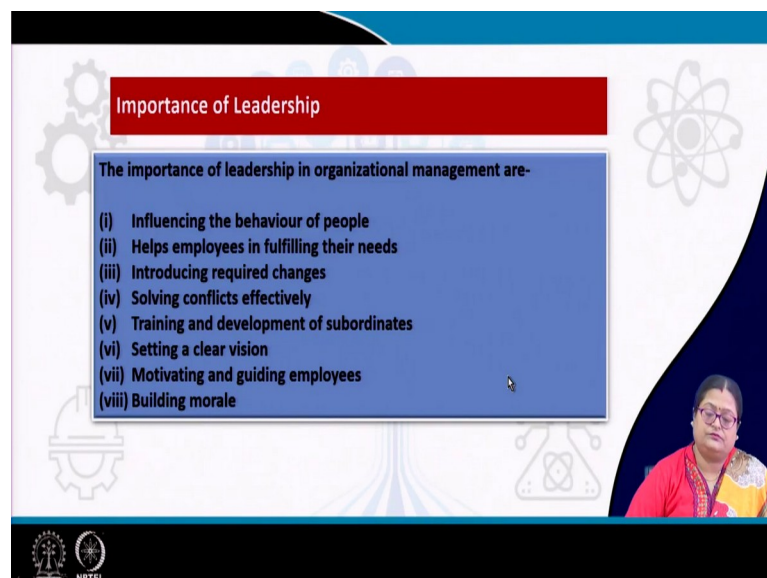 Importance of Leadership
The importance of leadership in organizational management are-
(i) Influencing the behaviour of people
(ii) Helps employees in fulfilling their needs
(iii) Introducing required changes
(iv) Solving conflicts effectively
(v) Training and development of subordinates
(vi) Setting a clear vision
(vii) Motivating and guiding employees
(viii) Building morale
NPTEL